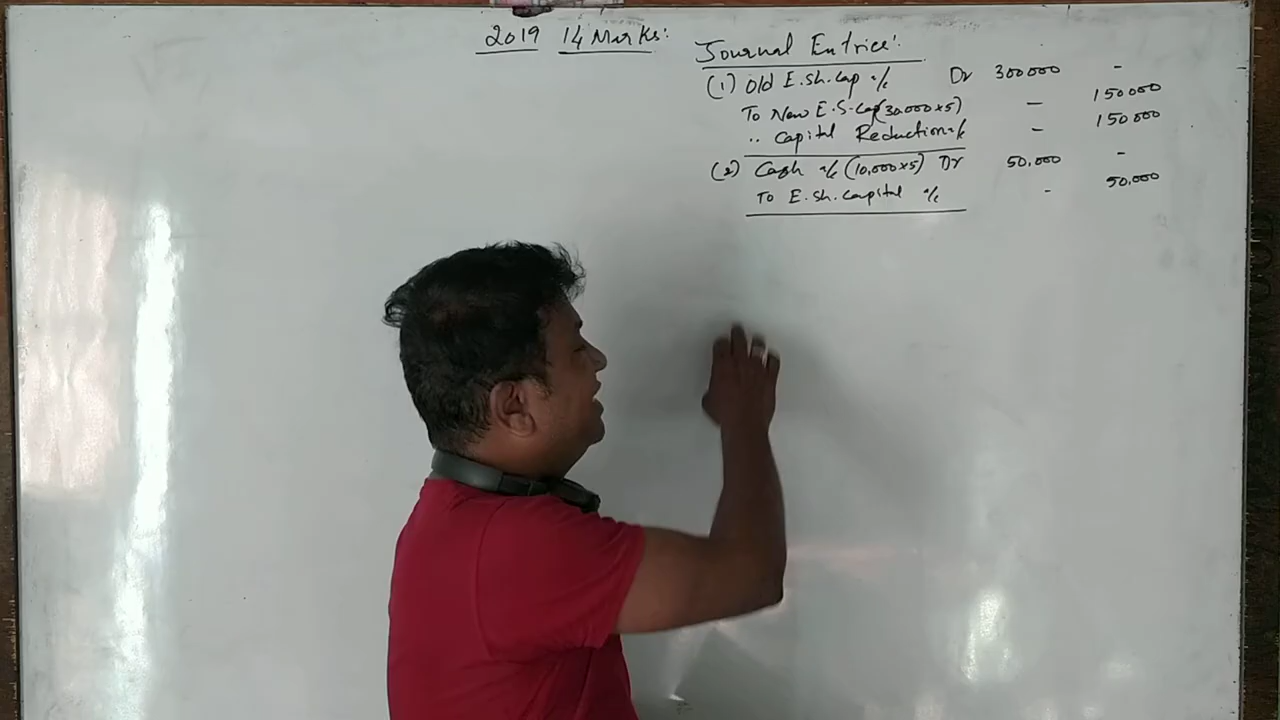 2019 14 Marks:
Journal Entries:
(1) Old E.sh.cap a/c Dr 300000 -
To New E.S.Cap(30,000×5) - 150000
.. Capital Reduction a/c - 150000
(2) Cash a/c (10,000×5) Dr 50,000 -
To E.sh.capital a/c - 50,000